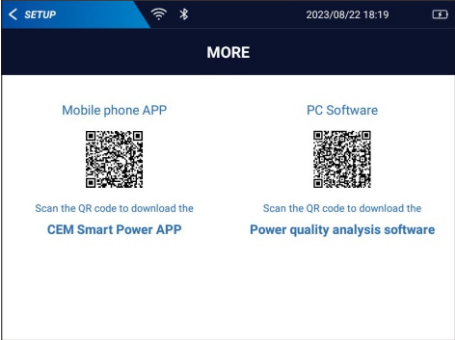 SETUP
2023/08/22 18:19
MORE
Mobile phone APP
PC Software
Scan the QR code to download the
CEM Smart Power APP
Scan the QR code to download the
Power quality analysis software